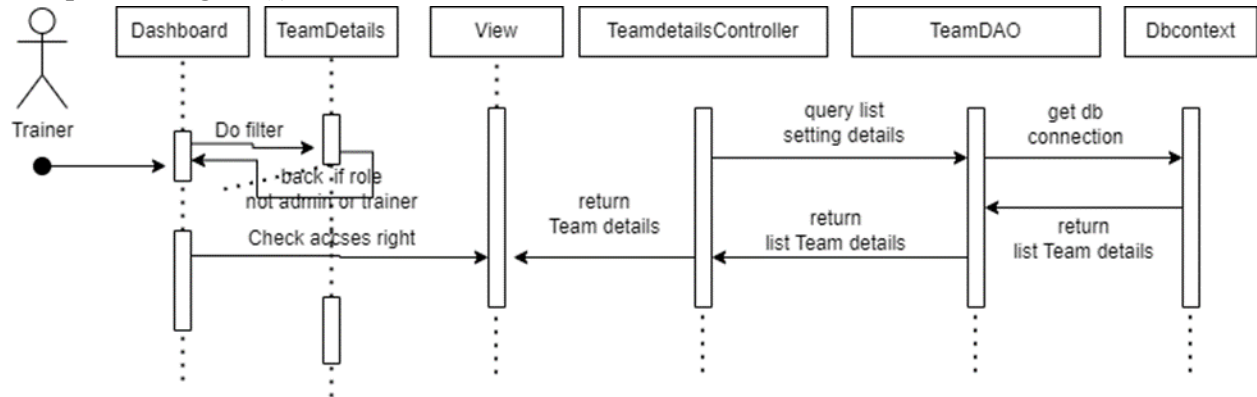 Dashboard
TeamDetails
View
TeamdetailsController
TeamDAO
Dbcontext
Trainer
Do filter
back if role
not admin or trainer
Check accses right
return
Team details
query list
setting details
return
list Team details
get db
connection
return
list Team details